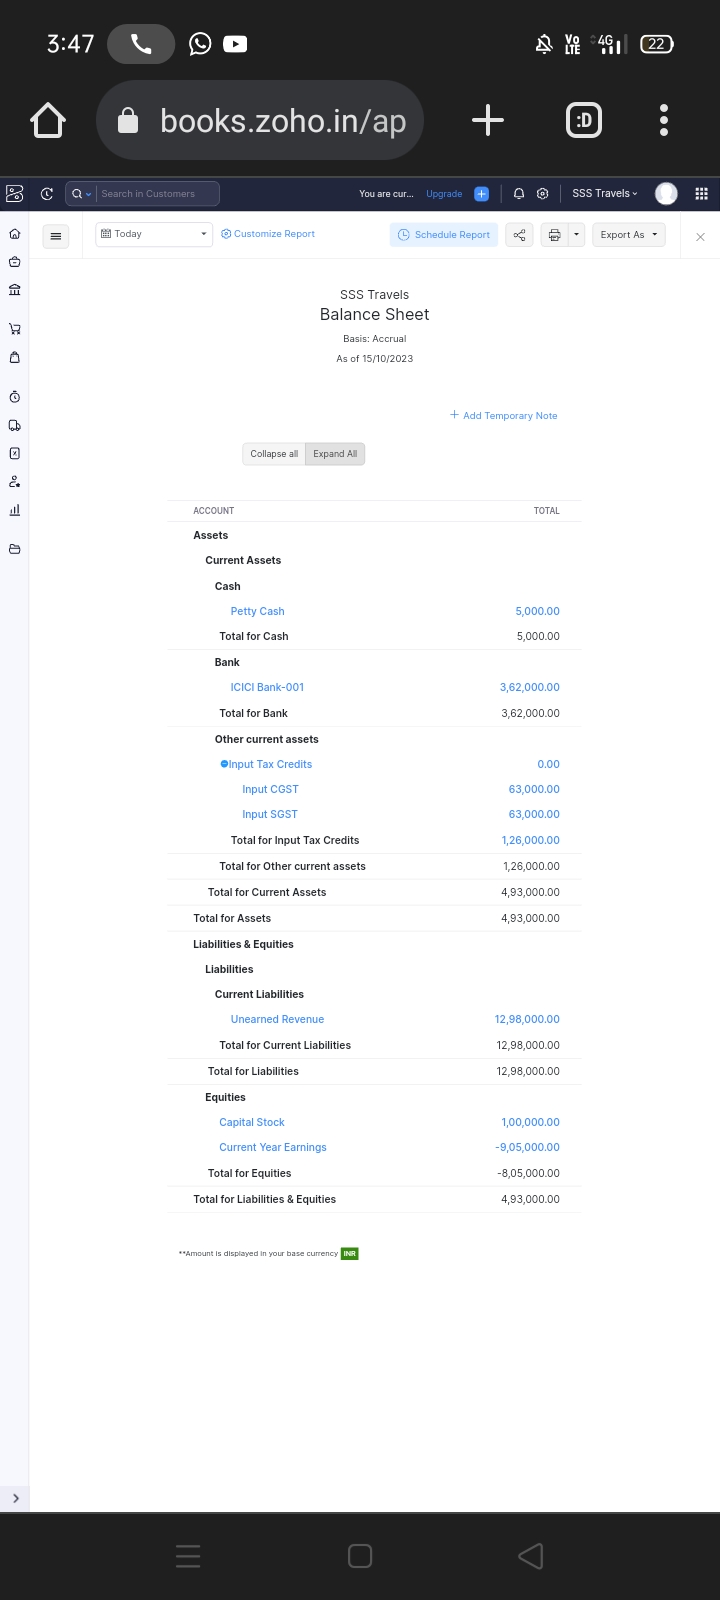 3:47
Vo LTE 4G 22
books.zoho.in/ap
:D
Search in Customers
You are cur... Upgrade
SSS Travels
Today
Customize Report
Schedule Report
Export As
SSS Travels
Balance Sheet
Basis: Accrual
As of 15/10/2023
+ Add Temporary Note
Collapse all Expand All
ACCOUNT TOTAL
Assets
Current Assets
Cash
Petty Cash 5,000.00
Total for Cash 5,000.00
Bank
ICICI Bank-001 3,62,000.00
Total for Bank 3,62,000.00
Other current assets
Input Tax Credits 0.00
Input CGST 63,000.00
Input SGST 63,000.00
Total for Input Tax Credits 1,26,000.00
Total for Other current assets 1,26,000.00
Total for Current Assets 4,93,000.00
Total for Assets 4,93,000.00
Liabilities & Equities
Liabilities
Current Liabilities
Unearned Revenue 12,98,000.00
Total for Current Liabilities 12,98,000.00
Total for Liabilities 12,98,000.00
Equities
Capital Stock 1,00,000.00
Current Year Earnings -9,05,000.00
Total for Equities -8,05,000.00
Total for Liabilities & Equities 4,93,000.00
**Amount is displayed in your base currency INR